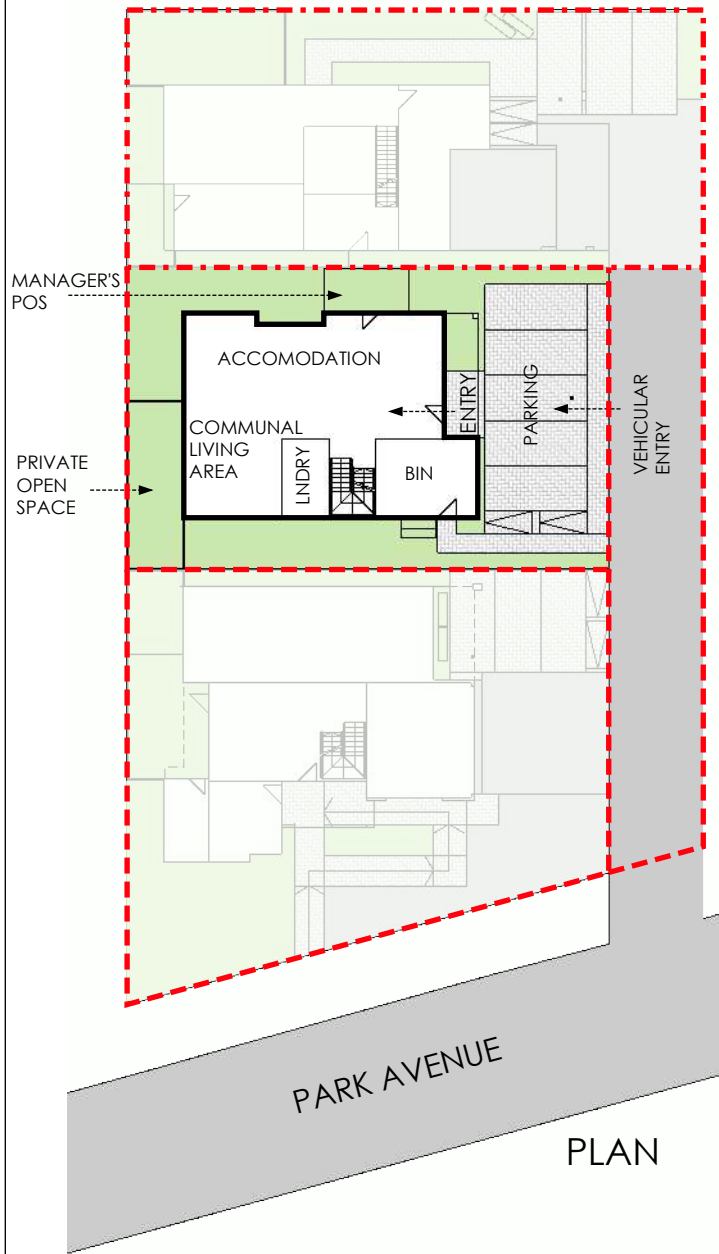 MANAGER'S
POS
ACCOMODATION
COMMUNAL
LIVING
AREA
LNDRY
BIN
ENTRY
PARKING
VEHICULAR
ENTRY
PRIVATE
OPEN
SPACE
PARK AVENUE
PLAN